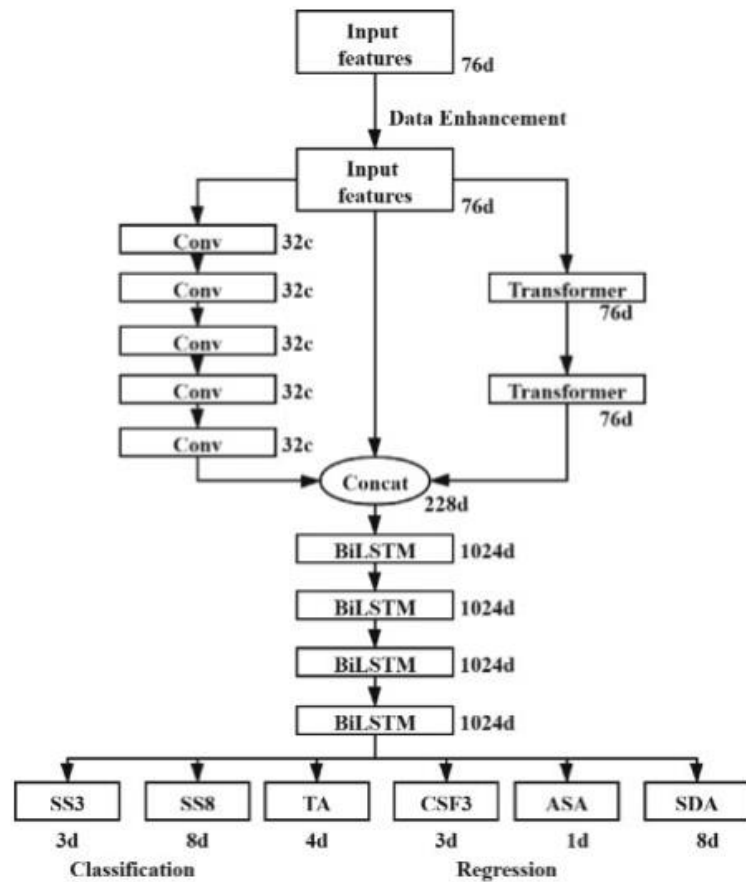 Input
features
76d
Data Enhancement
Input
features
76d
Conv 32c
Conv 32c
Transformer
76d
Conv 32c
Conv 32c
Transformer
76d
Conv 32c
Concat
228d
BiLSTM 1024d
BiLSTM 1024d
BiLSTM 1024d
BiLSTM 1024d
SS3 SS8 TA CSF3 ASA SDA
3d 8d 4d 3d 1d 8d
Classification Regression